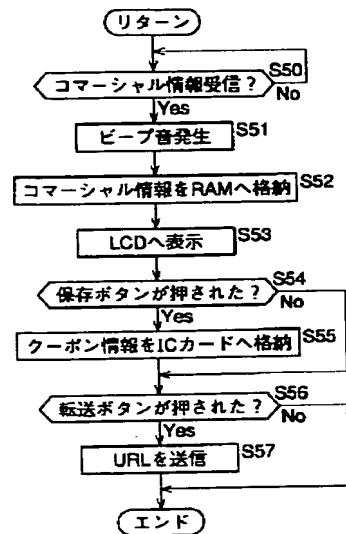 リターン
コマーシャル情報受信? S50
Yes No
ビープ音発生 S51
コマーシャル情報をRAMへ格納 S52
LCDへ表示 S53
保存ボタンが押された? S54
Yes No
クーポン情報をICカードへ格納 S55
転送ボタンが押された? S56
Yes No
URLを送信 S57
エンド